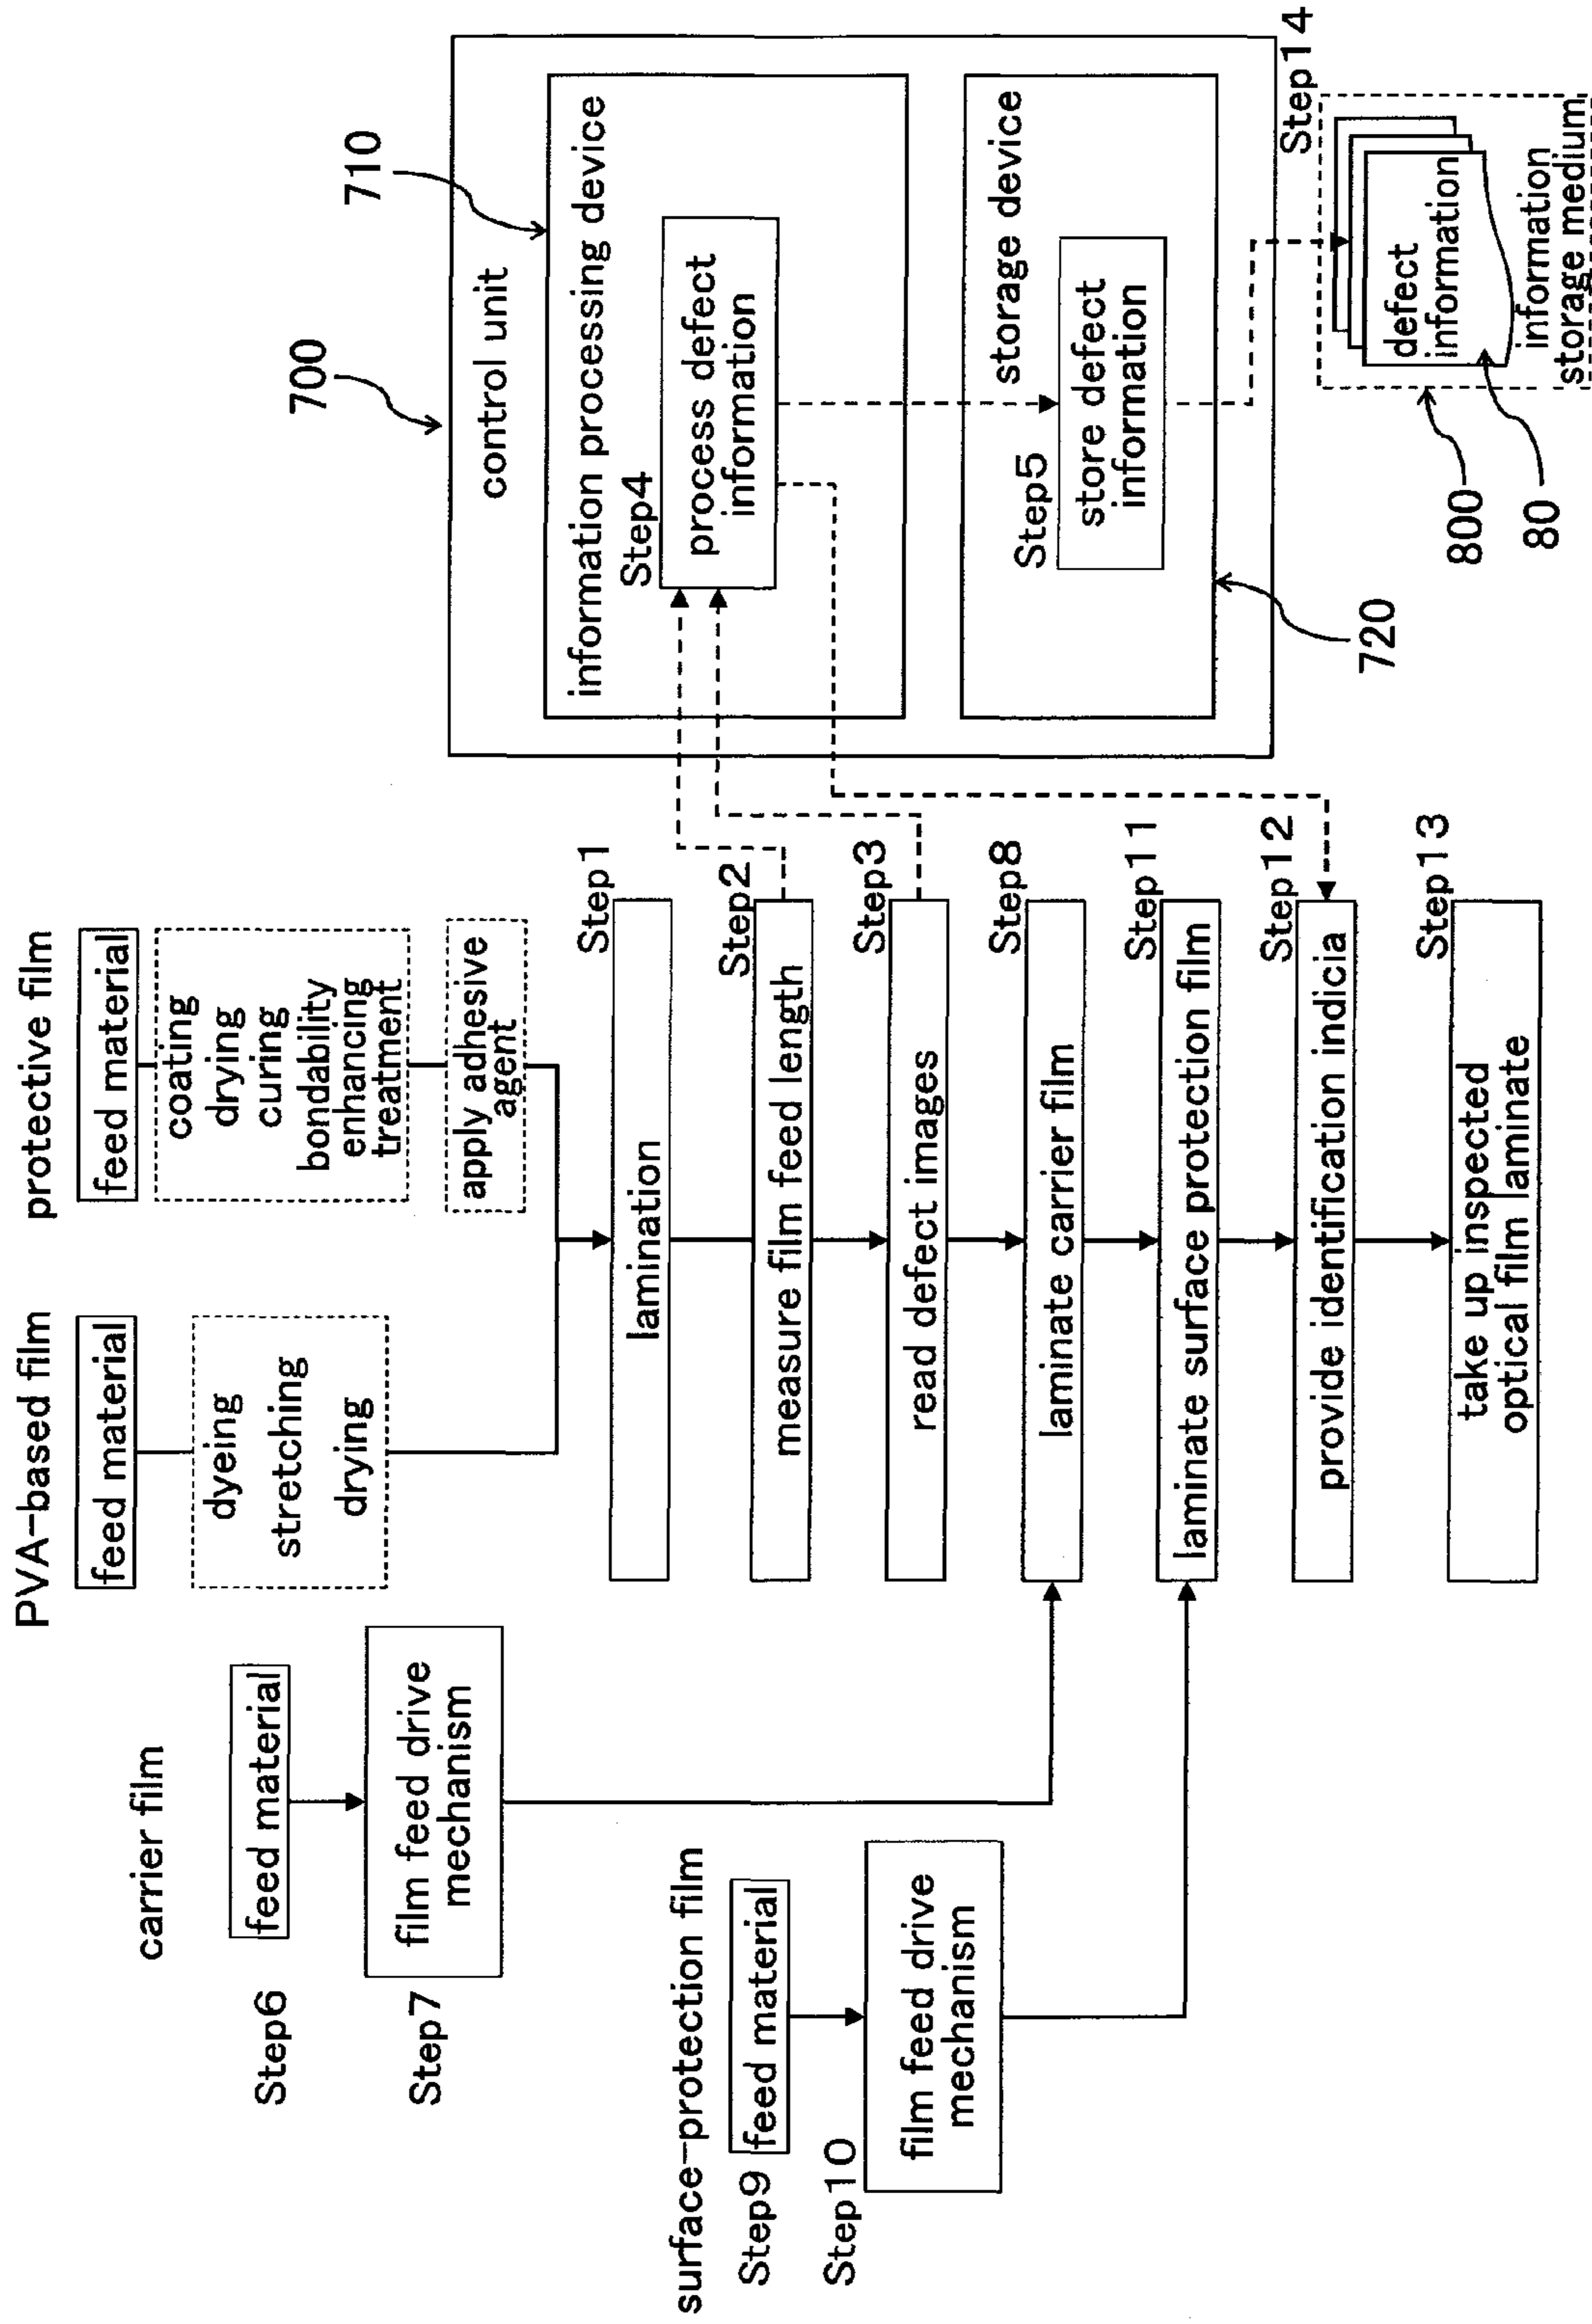 PVA-based film
feed material
dyeing
stretching
drying
protective film
feed material
coating
drying
curing
bondability
enhancing
treatment
apply adhesive
agent
carrier film
Step6
feed material
Step7
film feed drive
mechanism
surface-protection film
Step9
feed material
Step10
film feed drive
mechanism
Step1
lamination
Step2
measure film feed length
Step3
read defect images
Step8
laminate carrier film
Step11
laminate surface protection film
Step12
provide identification indicia
Step13
take up inspected
optical film laminate
700
control unit
710
information processing device
Step4
process defect
information
storage device
Step5
store defect
information
720
Step14
defect
information
information
storage medium
800
80